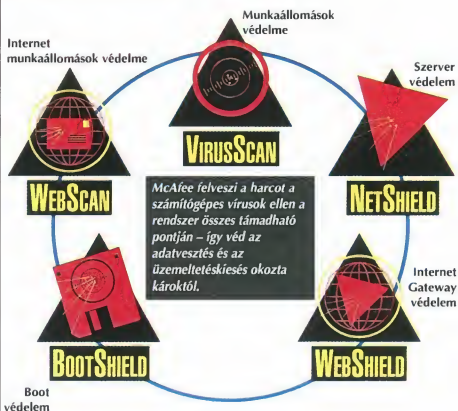 Munkaállomások
védelme
Internet
munkaállomások védelme
Szerver
védelem
VIRUSSCAN
WEBSCAN
NETSHIELD
McAfee felveszi a harcot a
számítógépes vírusok ellen a
rendszer összes támadható
pontján – így véd az
adatvesztés és az
üzemeltetéskiesés okozta
károktól.
Internet
Gateway
védelem
BOOTSHIELD
WEBSHIELD
Boot
védelem